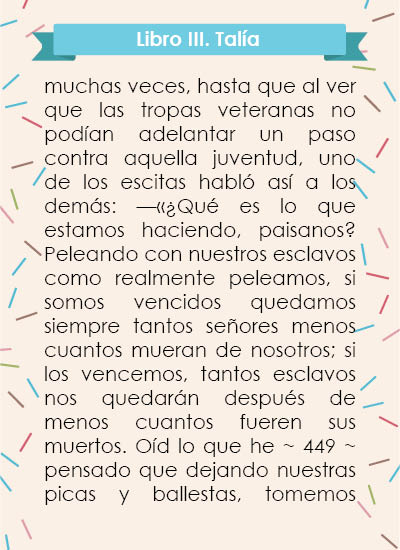 Libro III. Talía
muchas veces, hasta que al ver
que las tropas veteranas no
podían adelantar un paso
contra aquella juventud, uno
de los escitas habló así a los
demás: —«¿Qué es lo que
estamos haciendo, paisanos?
Peleando con nuestros esclavos
como realmente peleamos, si
somos vencidos quedamos
siempre tantos señores menos
cuantos mueran de nosotros; si
los vencemos, tantos esclavos
nos quedarán después de
menos cuantos fueren sus
muertos. Oíd lo que he ~ 449 ~
pensado que dejando nuestras
picas y ballestas, tomemos